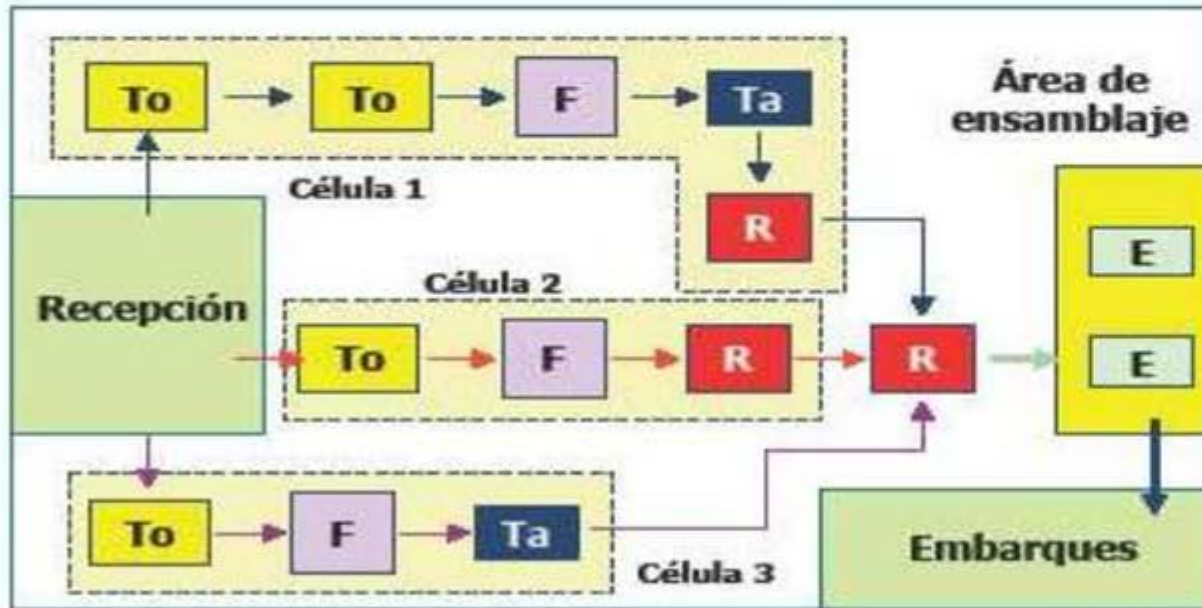 To
To
F
Ta
Área de
ensamblaje
Célula 1
R
E
Recepción
Célula 2
To
F
R
R
E
To
F
Ta
Célula 3
Embarques